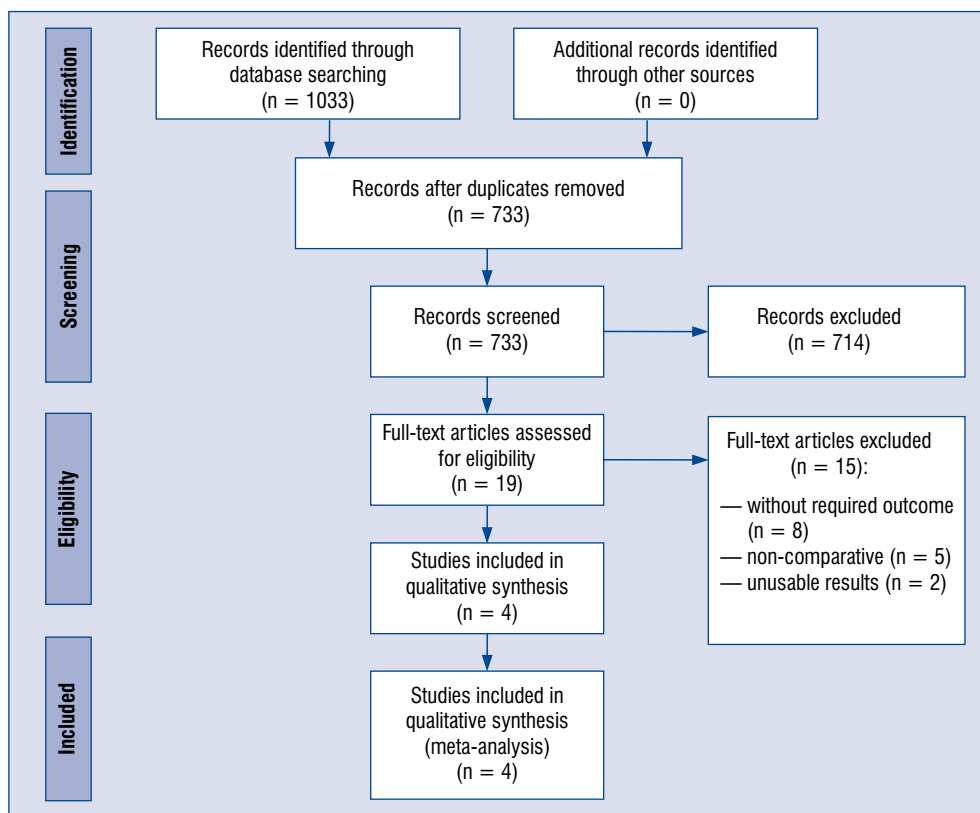 Identification
Records identified through
database searching
(n = 1033)
Additional records identified
through other sources
(n = 0)
Records after duplicates removed
(n = 733)
Screening
Records screened
(n = 733)
Records excluded
(n = 714)
Eligibility
Full-text articles assessed
for eligibility
(n = 19)
Full-text articles excluded
(n = 15):
— without required outcome
(n = 8)
— non-comparative (n = 5)
— unusable results (n = 2)
Studies included in
qualitative synthesis
(n = 4)
Included
Studies included in
qualitative synthesis
(meta-analysis)
(n = 4)